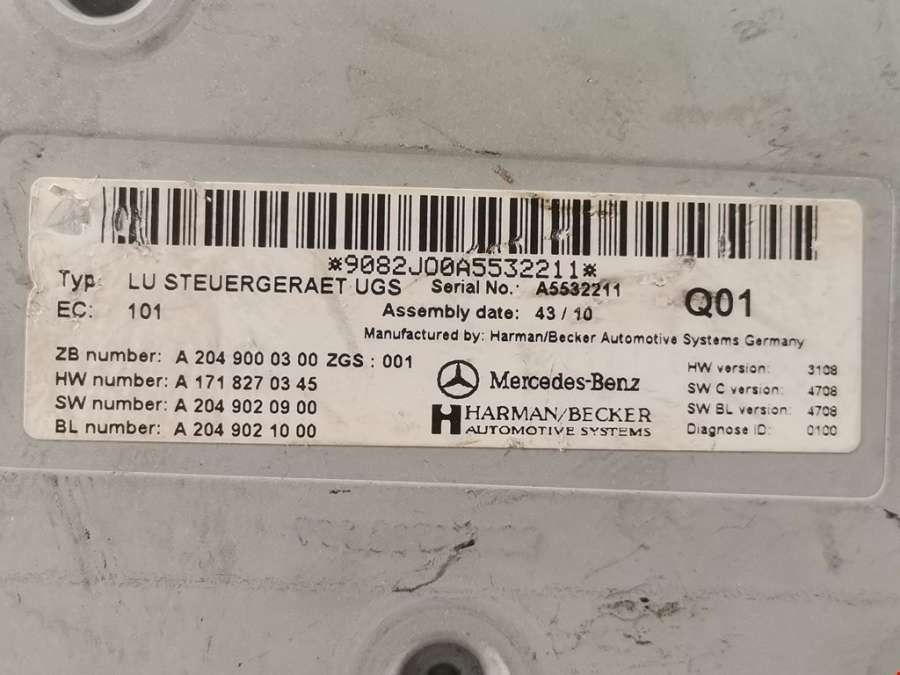 *9082JO0A5532211*
Typ: LU STEUERGERAET UGS Serial No.: A5532211
EC: 101 Assembly date: 43 / 10 Q01
Manufactured by: Harman/Becker Automotive Systems Germany
ZB number: A 204 900 03 00 ZGS : 001
HW number: A 171 827 03 45
SW number: A 204 902 09 00
BL number: A 204 902 10 00
Mercedes-Benz
HARMAN/BECKER
AUTOMOTIVE SYSTEMS
HW version: 3108
SW C version: 4708
SW BL version: 4708
Diagnose ID: 0100